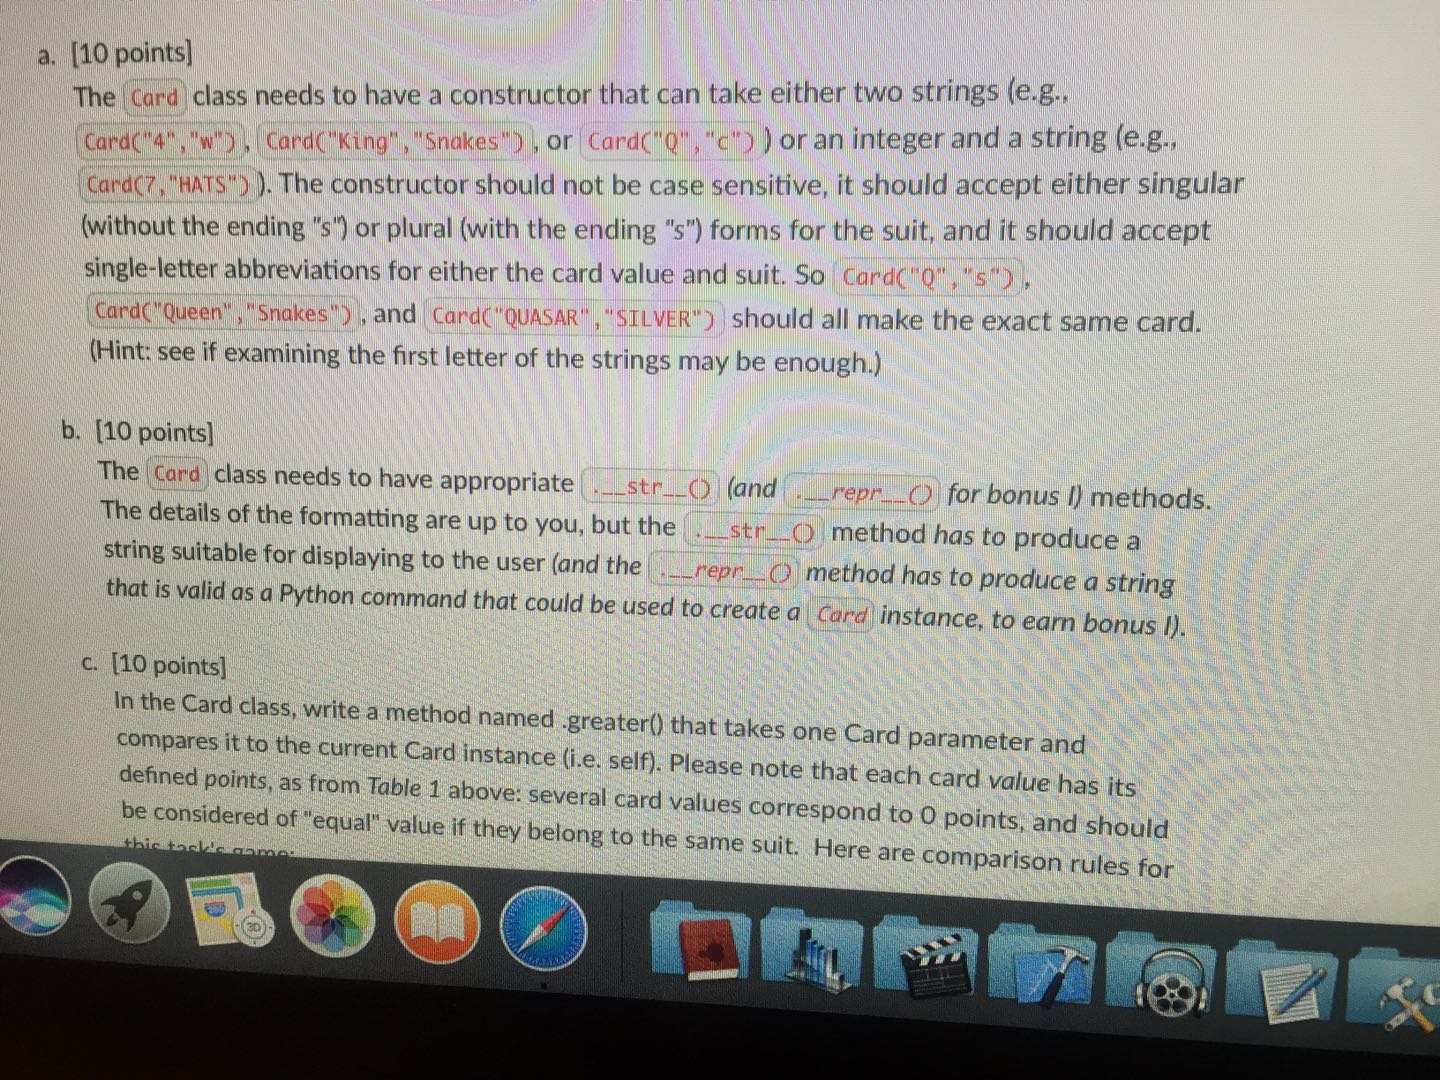 a. [10 points]
The Card class needs to have a constructor that can take either two strings (e.g.,
Card("4","w"), Card("King","Snakes"), or Card("Q","c")) or an integer and a string (e.g.,
Card(7,"HATS")). The constructor should not be case sensitive, it should accept either singular
(without the ending "s") or plural (with the ending "s") forms for the suit, and it should accept
single-letter abbreviations for either the card value and suit. So Card("Q","s"),
Card("Queen","Snakes"), and Card("QUASAR","SILVER") should all make the exact same card.
(Hint: see if examining the first letter of the strings may be enough.)
b. [10 points]
The Card class needs to have appropriate .__str__() (and .__repr__() for bonus I) methods.
The details of the formatting are up to you, but the .__str__() method has to produce a
string suitable for displaying to the user (and the .__repr__() method has to produce a string
that is valid as a Python command that could be used to create a Card instance, to earn bonus I).
c. [10 points]
In the Card class, write a method named .greater() that takes one Card parameter and
compares it to the current Card instance (i.e. self). Please note that each card value has its
defined points, as from Table 1 above: several card values correspond to 0 points, and should
be considered of "equal" value if they belong to the same suit. Here are comparison rules for
this task's game:
3D